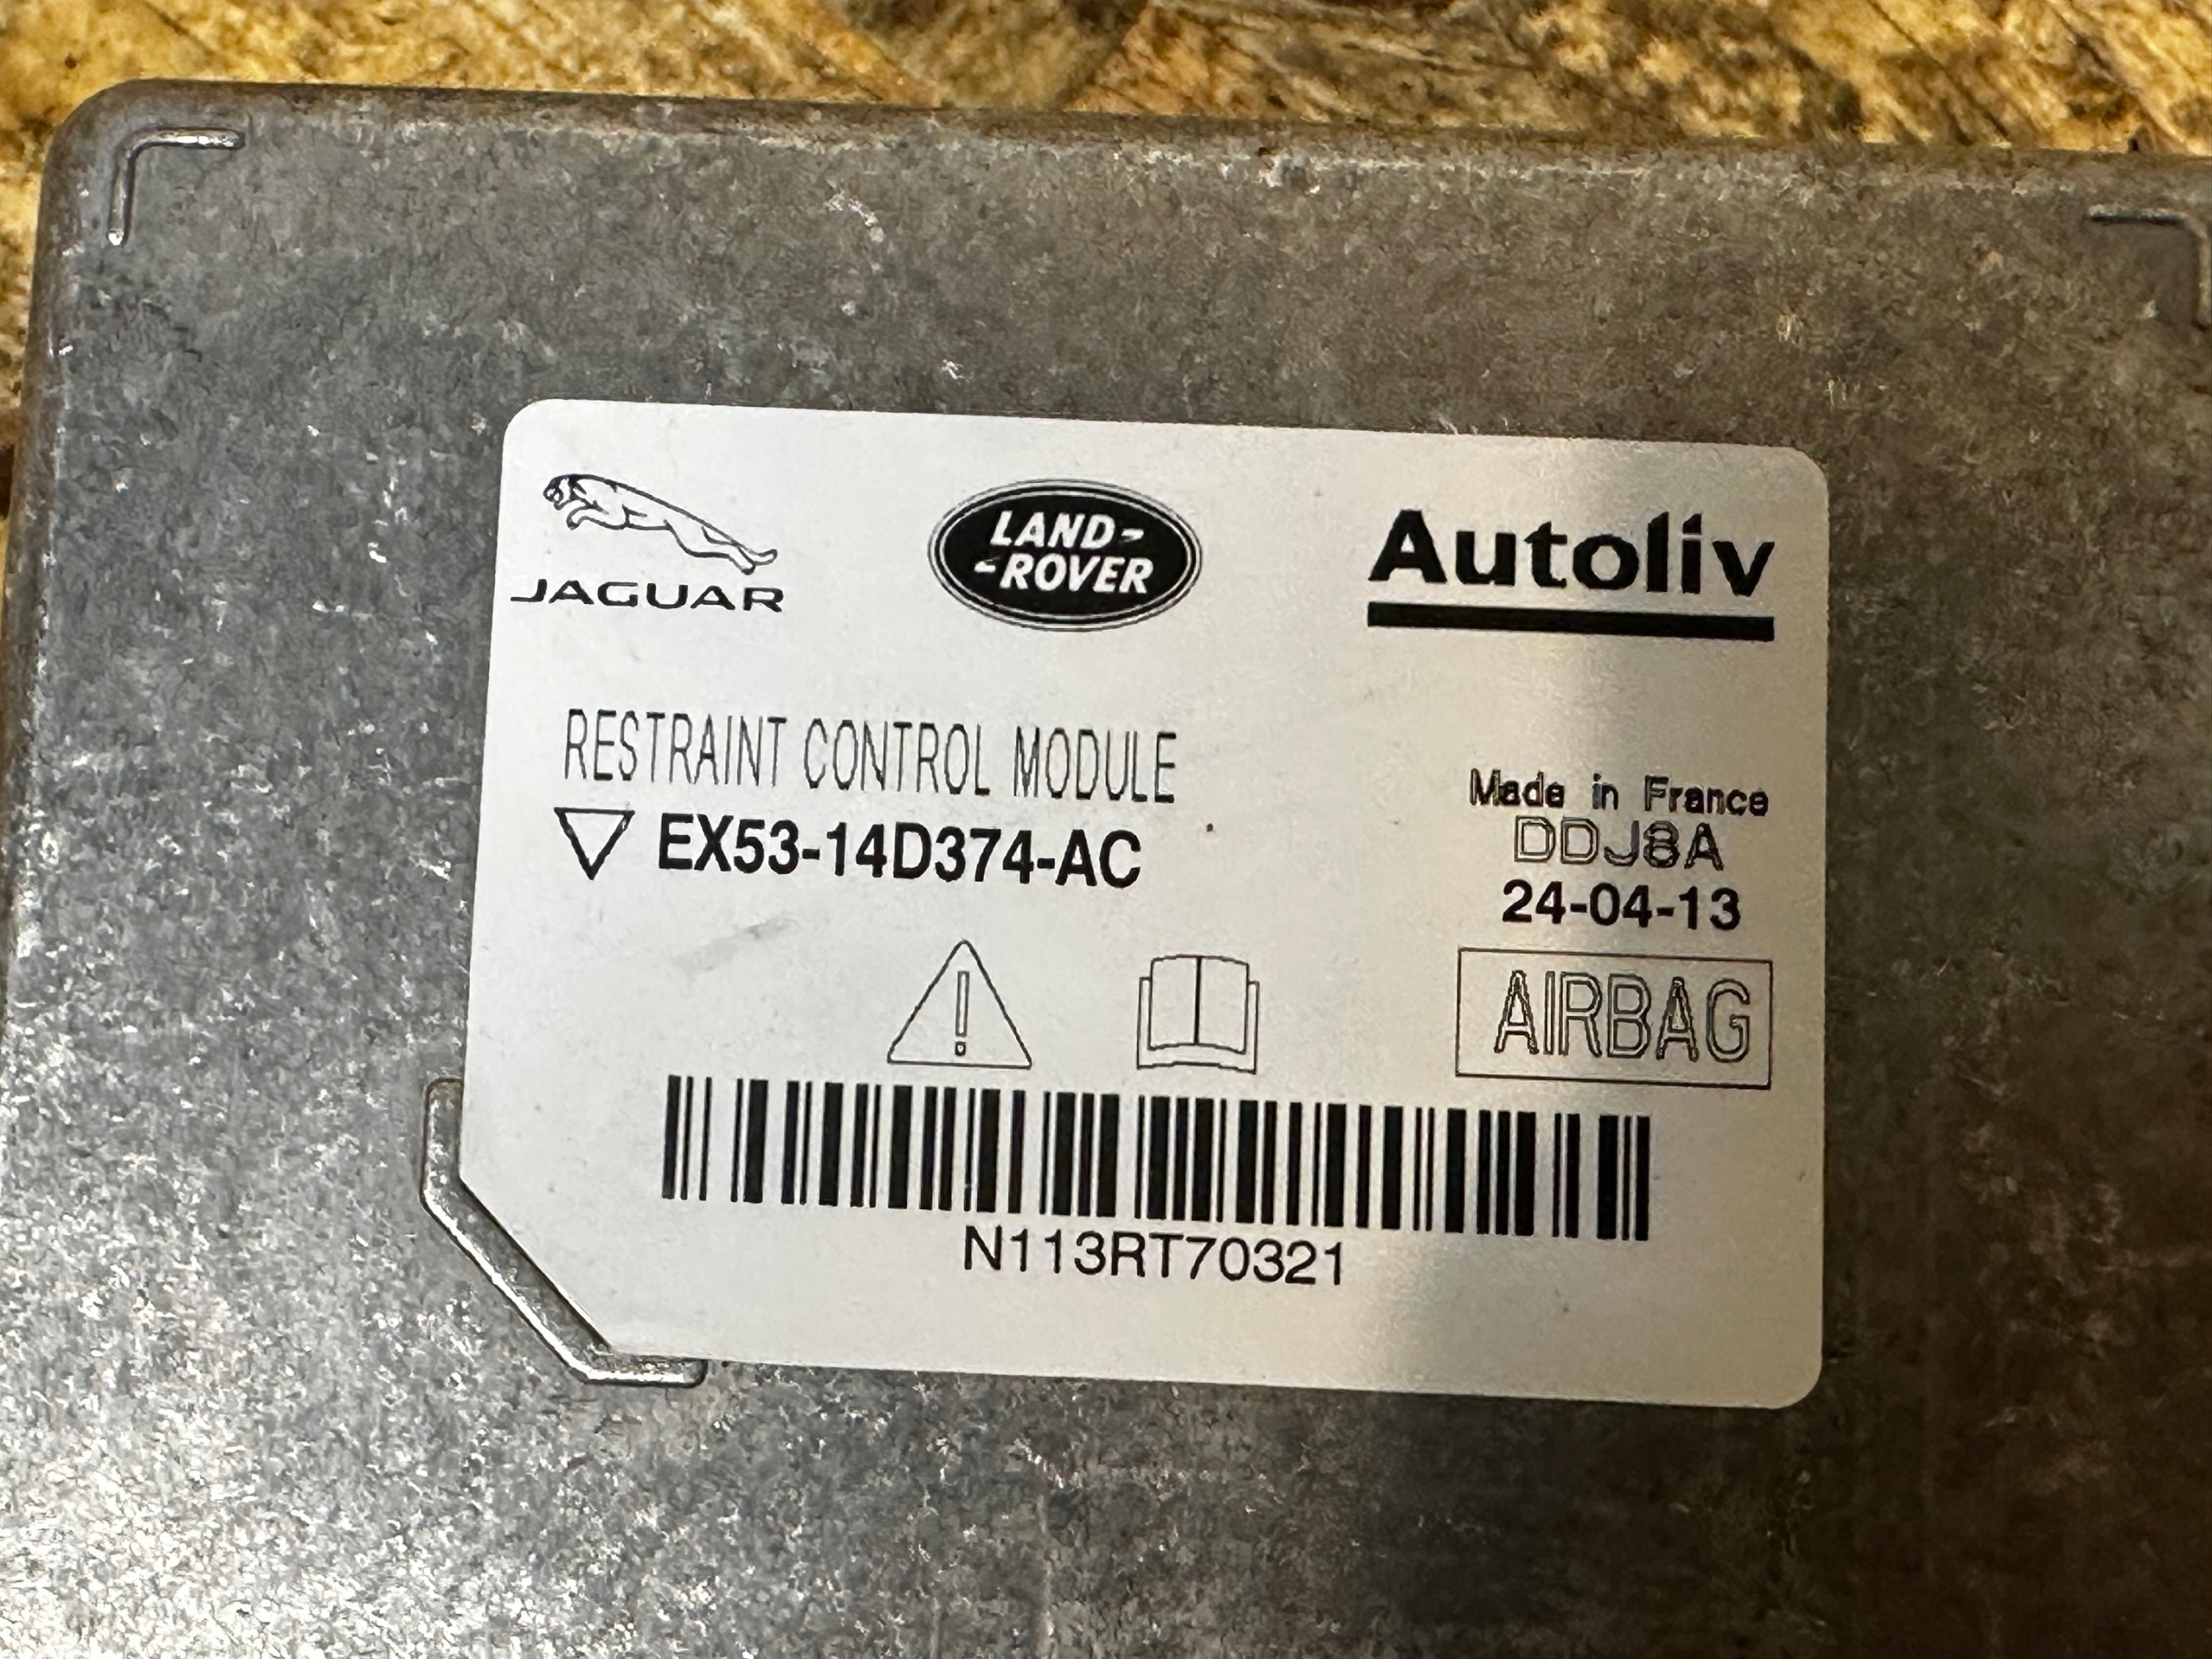 JAGUAR
LAND-
-ROVER
Autoliv
RESTRAINT CONTROL MODULE
EX53-14D374-AC
Made in France
DDJ8A
24-04-13
AIRBAG
N113RT70321